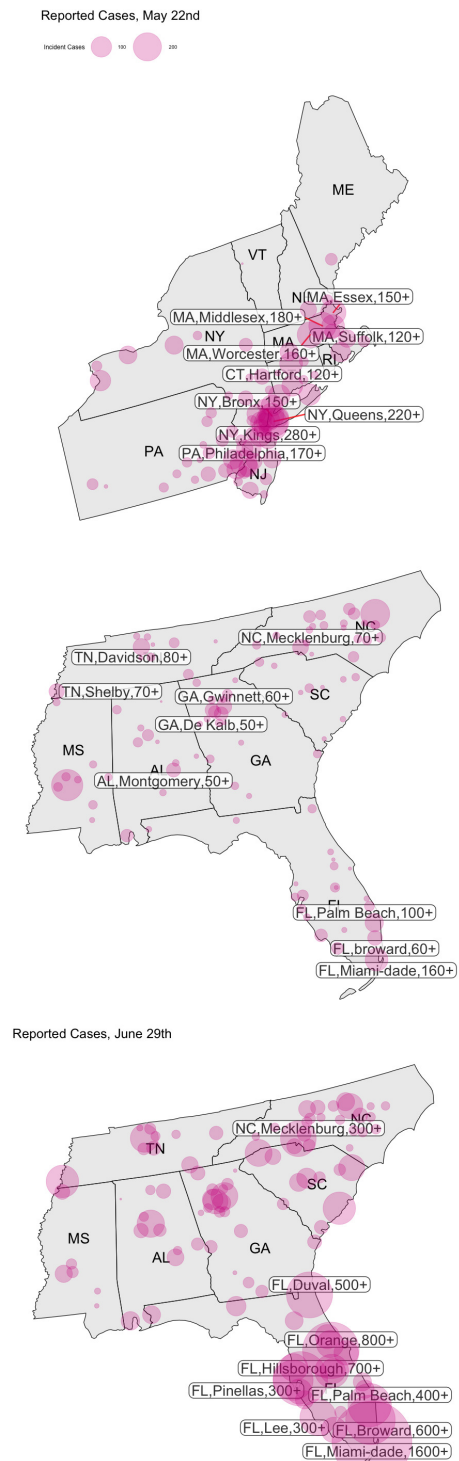 Reported Cases, May 22nd
Incident Cases 100 200
ME
VT
MA,Essex,150+
MA,Middlesex,180+
NY
MA
MA,Suffolk,120+
MA,Worcester,160+
RI
CT,Hartford,120+
NY,Bronx,150+
NY,Queens,220+
NY,Kings,280+
PA
PA,Philadelphia,170+
NJ
NC
NC,Mecklenburg,70+
TN,Davidson,80+
TN,Shelby,70+
GA,Gwinnett,60+
SC
GA,De Kalb,50+
MS
GA
AL
AL,Montgomery,50+
FL,Palm Beach,100+
FL,broward,60+
FL,Miami-dade,160+
Reported Cases, June 29th
NC
NC,Mecklenburg,300+
TN
SC
MS
GA
AL
FL,Duval,500+
FL,Orange,800+
FL,Hillsborough,700+
FL,Pinellas,300+
FL,Palm Beach,400+
FL,Lee,300+
FL,Broward,600+
FL,Miami-dade,1600+